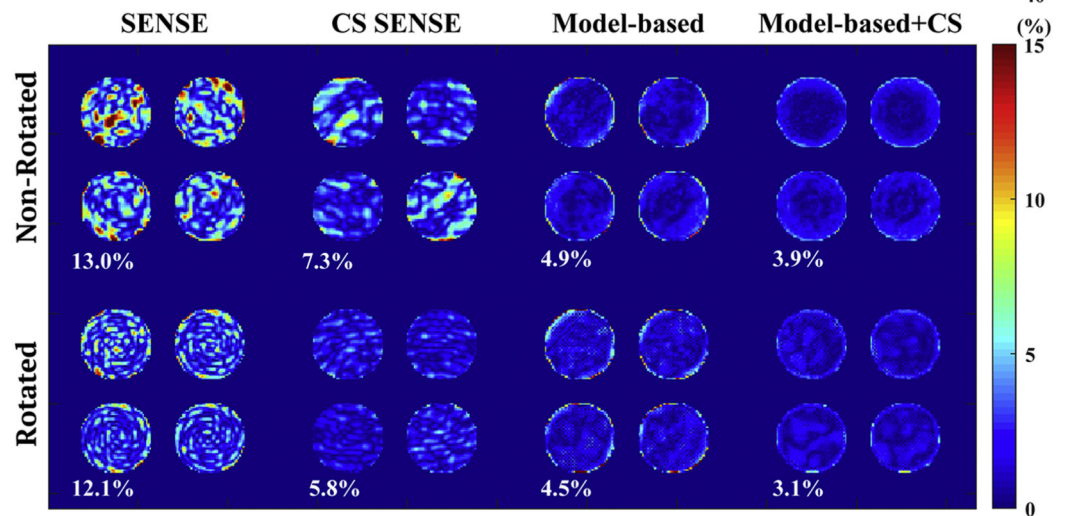 SENSE CS SENSE Model-based Model-based+CS (%)
15
Non-Rotated
10
13.0% 7.3% 4.9% 3.9%
5
Rotated
12.1% 5.8% 4.5% 3.1%
0